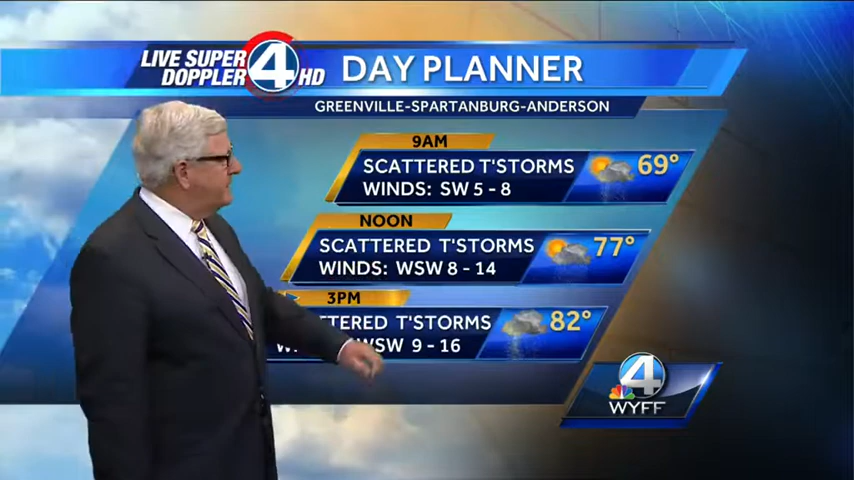 LIVE SUPER
DOPPLER 4 HD
DAY PLANNER
GREENVILLE-SPARTANBURG-ANDERSON
9AM
SCATTERED T'STORMS 69°
WINDS: SW 5 - 8
NOON
SCATTERED T'STORMS 77°
WINDS: WSW 8 - 14
3PM
TERED T'STORMS 82°
WSW 9 - 16
4
WYFF